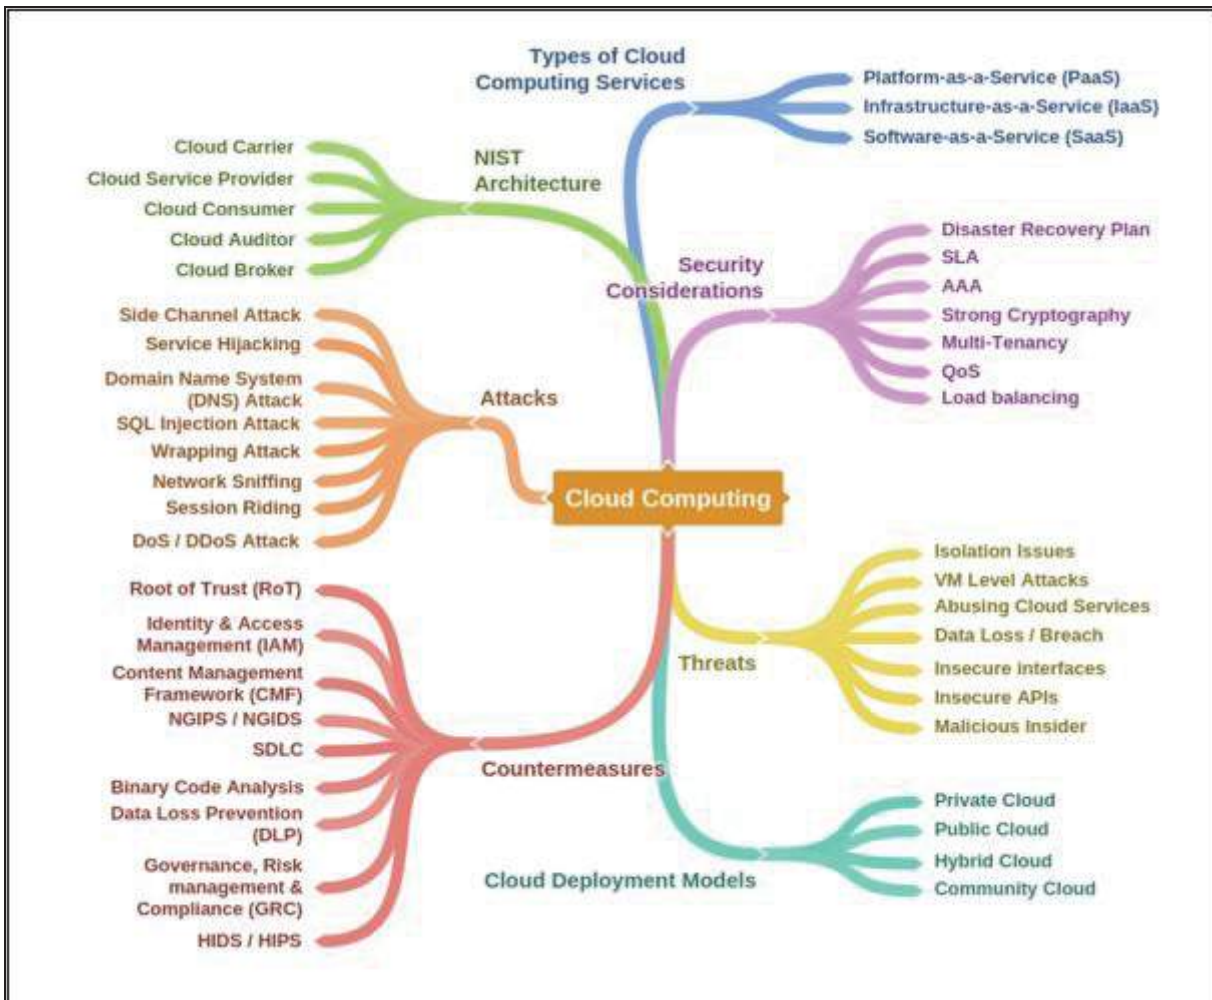 Types of Cloud
Computing Services
Platform-as-a-Service (PaaS)
Infrastructure-as-a-Service (IaaS)
Software-as-a-Service (SaaS)
NIST
Architecture
Cloud Carrier
Cloud Service Provider
Cloud Consumer
Cloud Auditor
Cloud Broker
Security
Considerations
Disaster Recovery Plan
SLA
AAA
Strong Cryptography
Multi-Tenancy
QoS
Load balancing
Attacks
Side Channel Attack
Service Hijacking
Domain Name System
(DNS) Attack
SQL Injection Attack
Wrapping Attack
Network Sniffing
Session Riding
DoS / DDoS Attack
Cloud Computing
Threats
Isolation Issues
VM Level Attacks
Abusing Cloud Services
Data Loss / Breach
Insecure interfaces
Insecure APIs
Malicious Insider
Countermeasures
Root of Trust (RoT)
Identity & Access
Management (IAM)
Content Management
Framework (CMF)
NGIPS / NGIDS
SDLC
Binary Code Analysis
Data Loss Prevention
(DLP)
Governance, Risk
management &
Compliance (GRC)
HIDS / HIPS
Cloud Deployment Models
Private Cloud
Public Cloud
Hybrid Cloud
Community Cloud